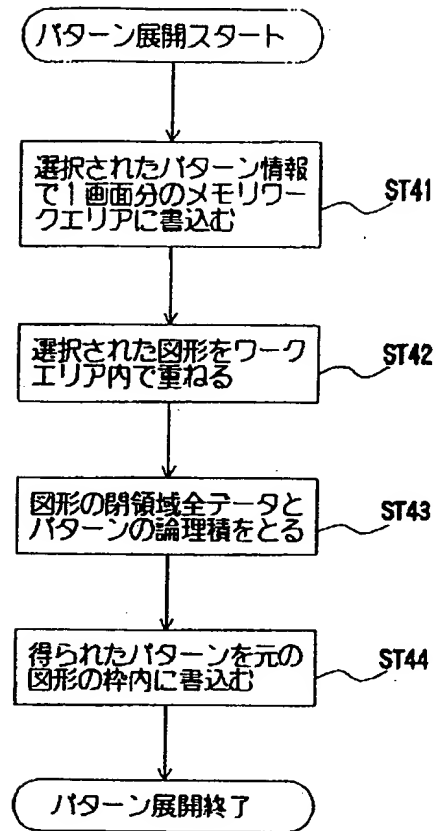 パターン展開スタート
選択されたパターン情報
で1画面分のメモリワー
クエリアに書込む
ST41
選択された図形をワーク
エリア内で重ねる
ST42
図形の閉領域全データと
パターンの論理積をとる
ST43
得られたパターンを元の
図形の枠内に書込む
ST44
パターン展開終了